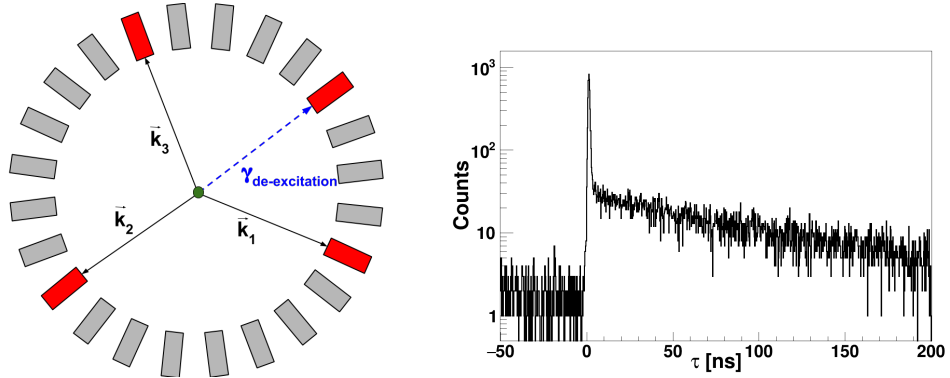 k₃
γde-excitation
k₂
k₁
Counts
10³
10²
10
1
−50 0 50 100 150 200
τ [ns]